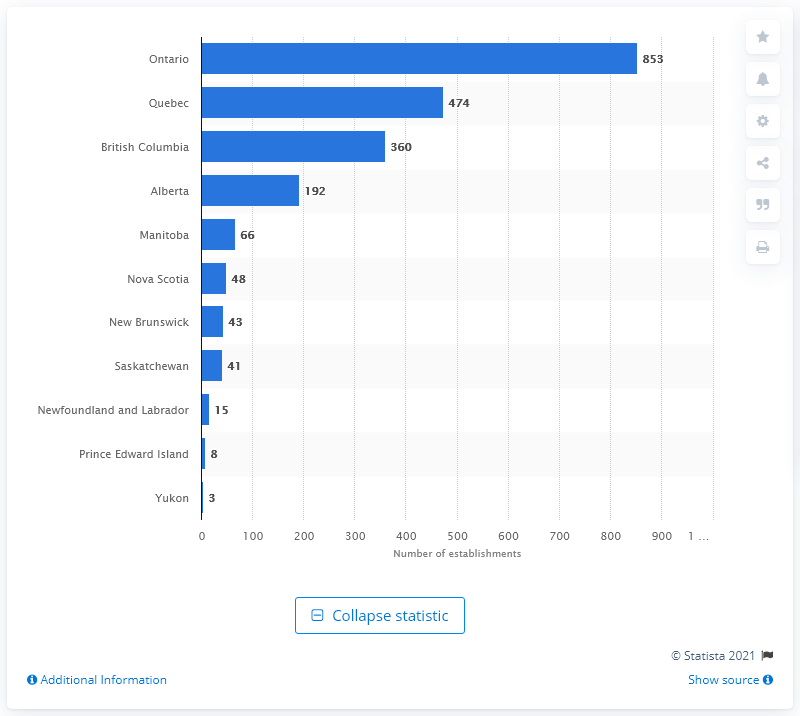 Ontario 853
Quebec 474
British Columbia 360
Alberta 192
Manitoba 66
Nova Scotia 48
New Brunswick 43
Saskatchewan 41
Newfoundland and Labrador 15
Prince Edward Island 8
Yukon 3
0 100 200 300 400 500 600 700 800 900 1 ...
Number of establishments
Collapse statistic
© Statista 2021
Additional Information Show source